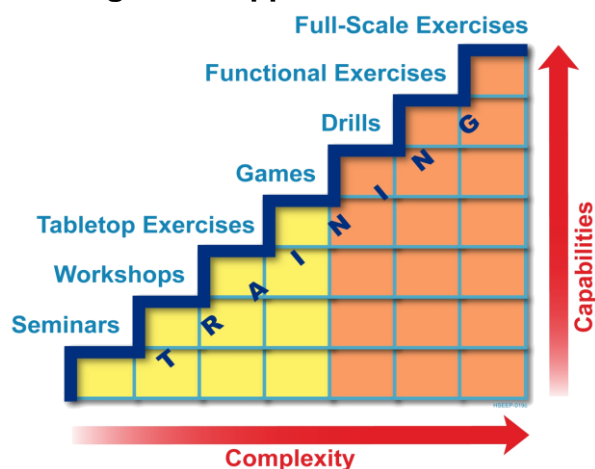 Full-Scale Exercises
Functional Exercises
Drills
Games
Tabletop Exercises
Workshops
Seminars
TRAINING
Capabilities
Complexity